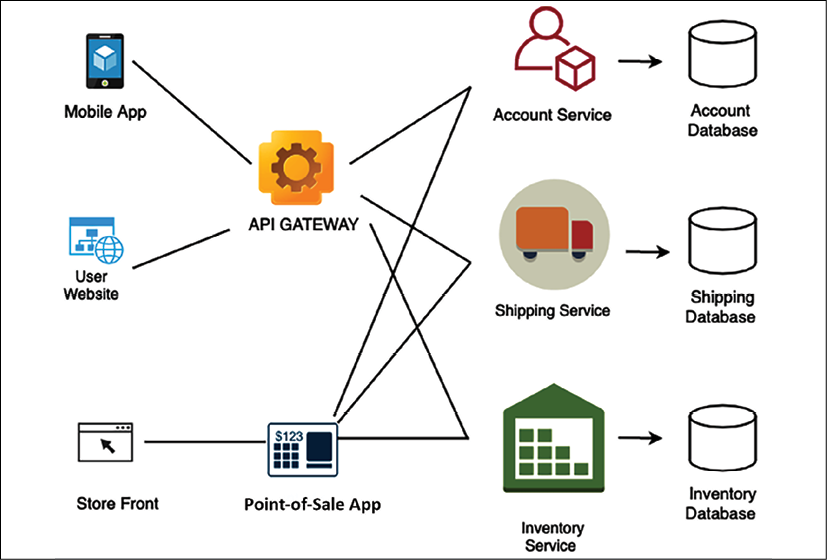 Mobile App
API GATEWAY
Account Service
Account
Database
User
Website
Shipping Service
Shipping
Database
Store Front
$123
Point-of-Sale App
Inventory
Service
Inventory
Database